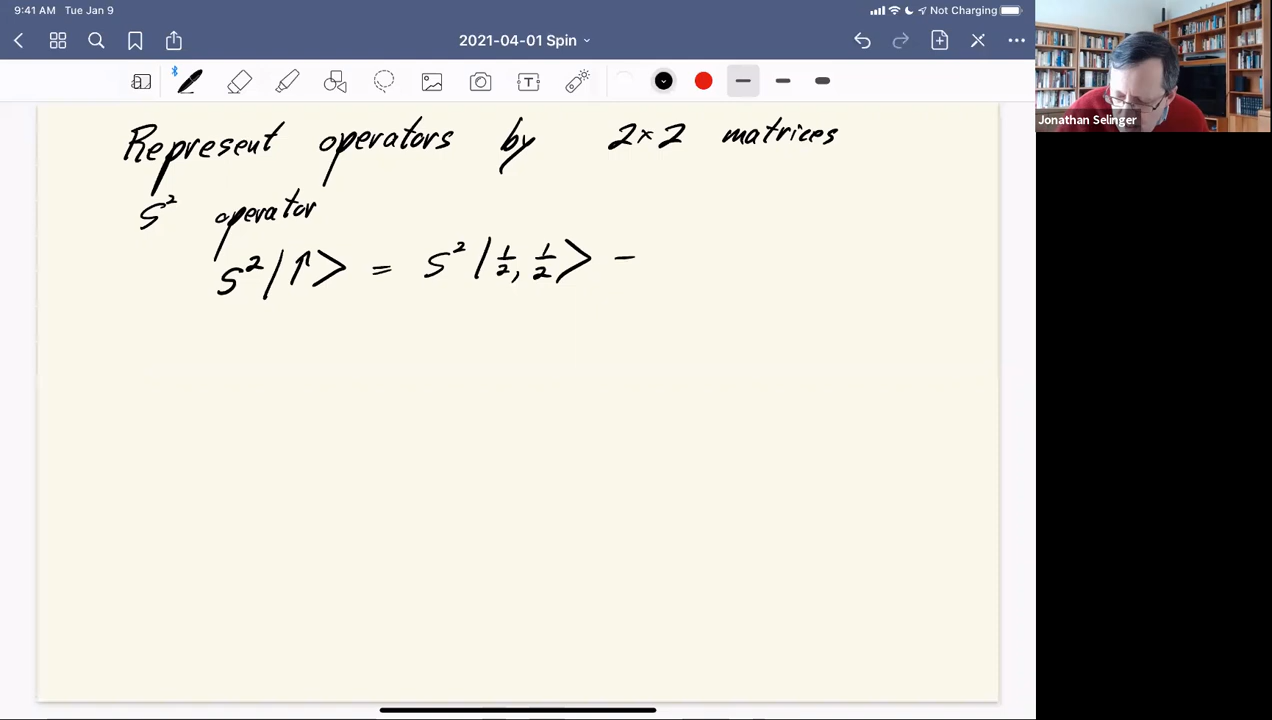 9:41 AM Tue Jan 9
Not Charging
2021-04-01 Spin
T
Jonathan Selinger
Represent operators by 2×2 matrices
S² operator
S²|↑> = S²|1/2, 1/2> –